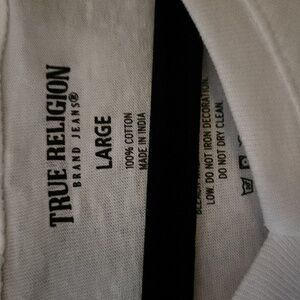 TRUE RELIGION
BRAND JEANS®
LARGE
100% COTTON
MADE IN INDIA
LOW. DO NOT IRON DECORATION.
DO NOT DRY CLEAN.